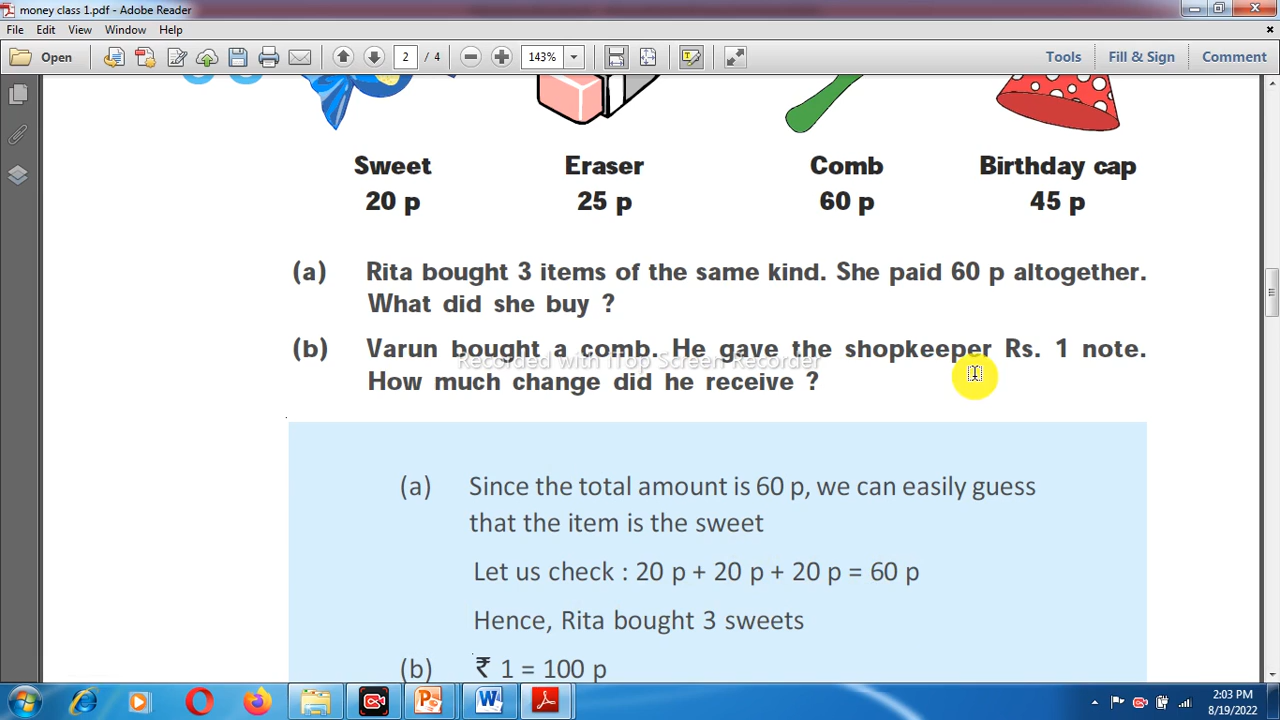 money class 1.pdf - Adobe Reader
File Edit View Window Help
Open 2 / 4 143% Tools Fill & Sign Comment
Sweet Eraser Comb Birthday cap
20 p 25 p 60 p 45 p
(a) Rita bought 3 items of the same kind. She paid 60 p altogether.
What did she buy ?
(b) Varun bought a comb. He gave the shopkeeper Rs. 1 note.
Recorded with iTop Screen Recorder
How much change did he receive ?
(a) Since the total amount is 60 p, we can easily guess
that the item is the sweet
Let us check : 20 p + 20 p + 20 p = 60 p
Hence, Rita bought 3 sweets
(b) ₹ 1 = 100 p
2:03 PM
8/19/2022